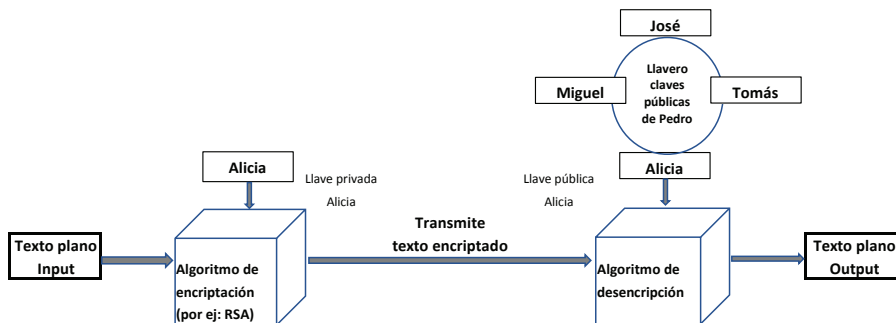 José
Llavero
claves
públicas
de Pedro
Miguel
Tomás
Alicia
Llave privada
Alicia
Llave pública
Alicia
Alicia
Transmite
texto encriptado
Texto plano
Input
Algoritmo de
encriptación
(por ej: RSA)
Algoritmo de
desencripción
Texto plano
Output